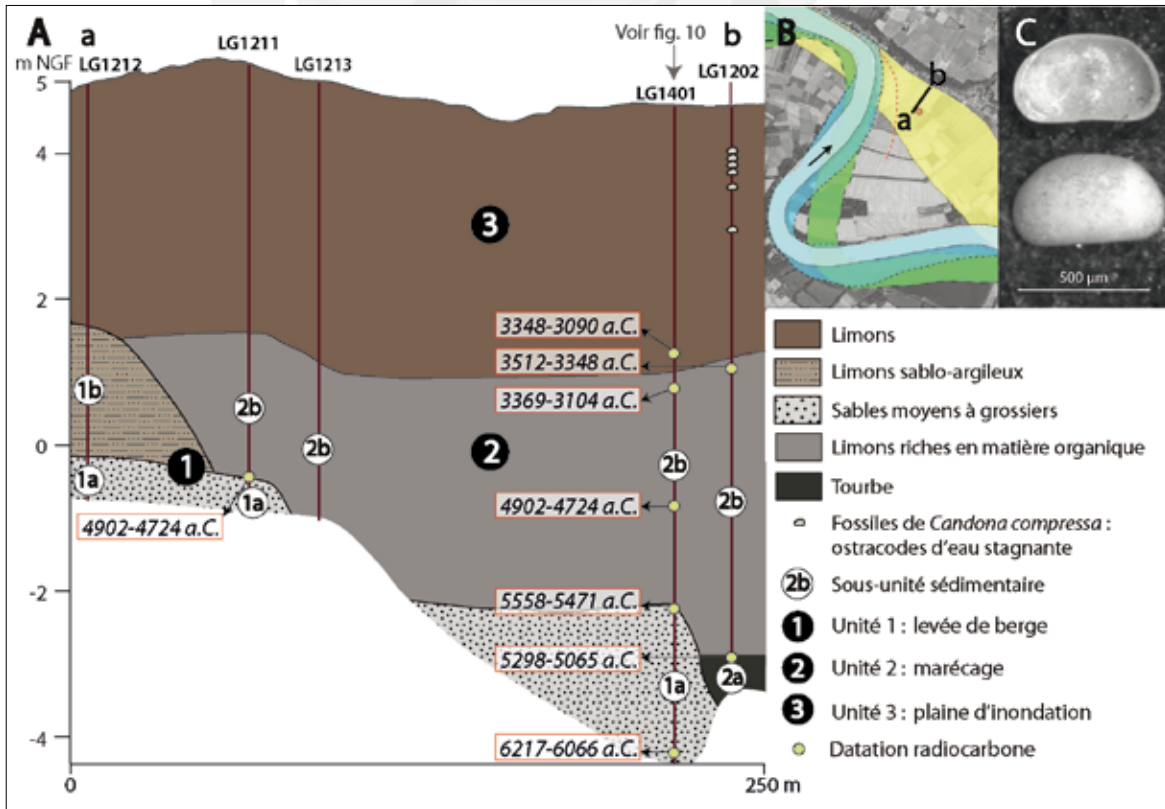 A
a
m NGF
LG1212
LG1211
LG1213
Voir fig. 10
b
LG1401
LG1202
5
4
2
0
-2
-4
0
250 m
3
3348-3090 a.C.
3512-3348 a.C.
3369-3104 a.C.
1b
2b
2b
2
2b
1
1a
1a
4902-4724 a.C.
4902-4724 a.C.
2b
5558-5471 a.C.
5298-5065 a.C.
1a
2a
6217-6066 a.C.
B
b
a
C
500 µm
Limons
Limons sablo-argileux
Sables moyens à grossiers
Limons riches en matière organique
Tourbe
Fossiles de Candona compressa :
ostracodes d'eau stagnante
2b Sous-unité sédimentaire
1 Unité 1 : levée de berge
2 Unité 2 : marécage
3 Unité 3 : plaine d'inondation
Datation radiocarbone